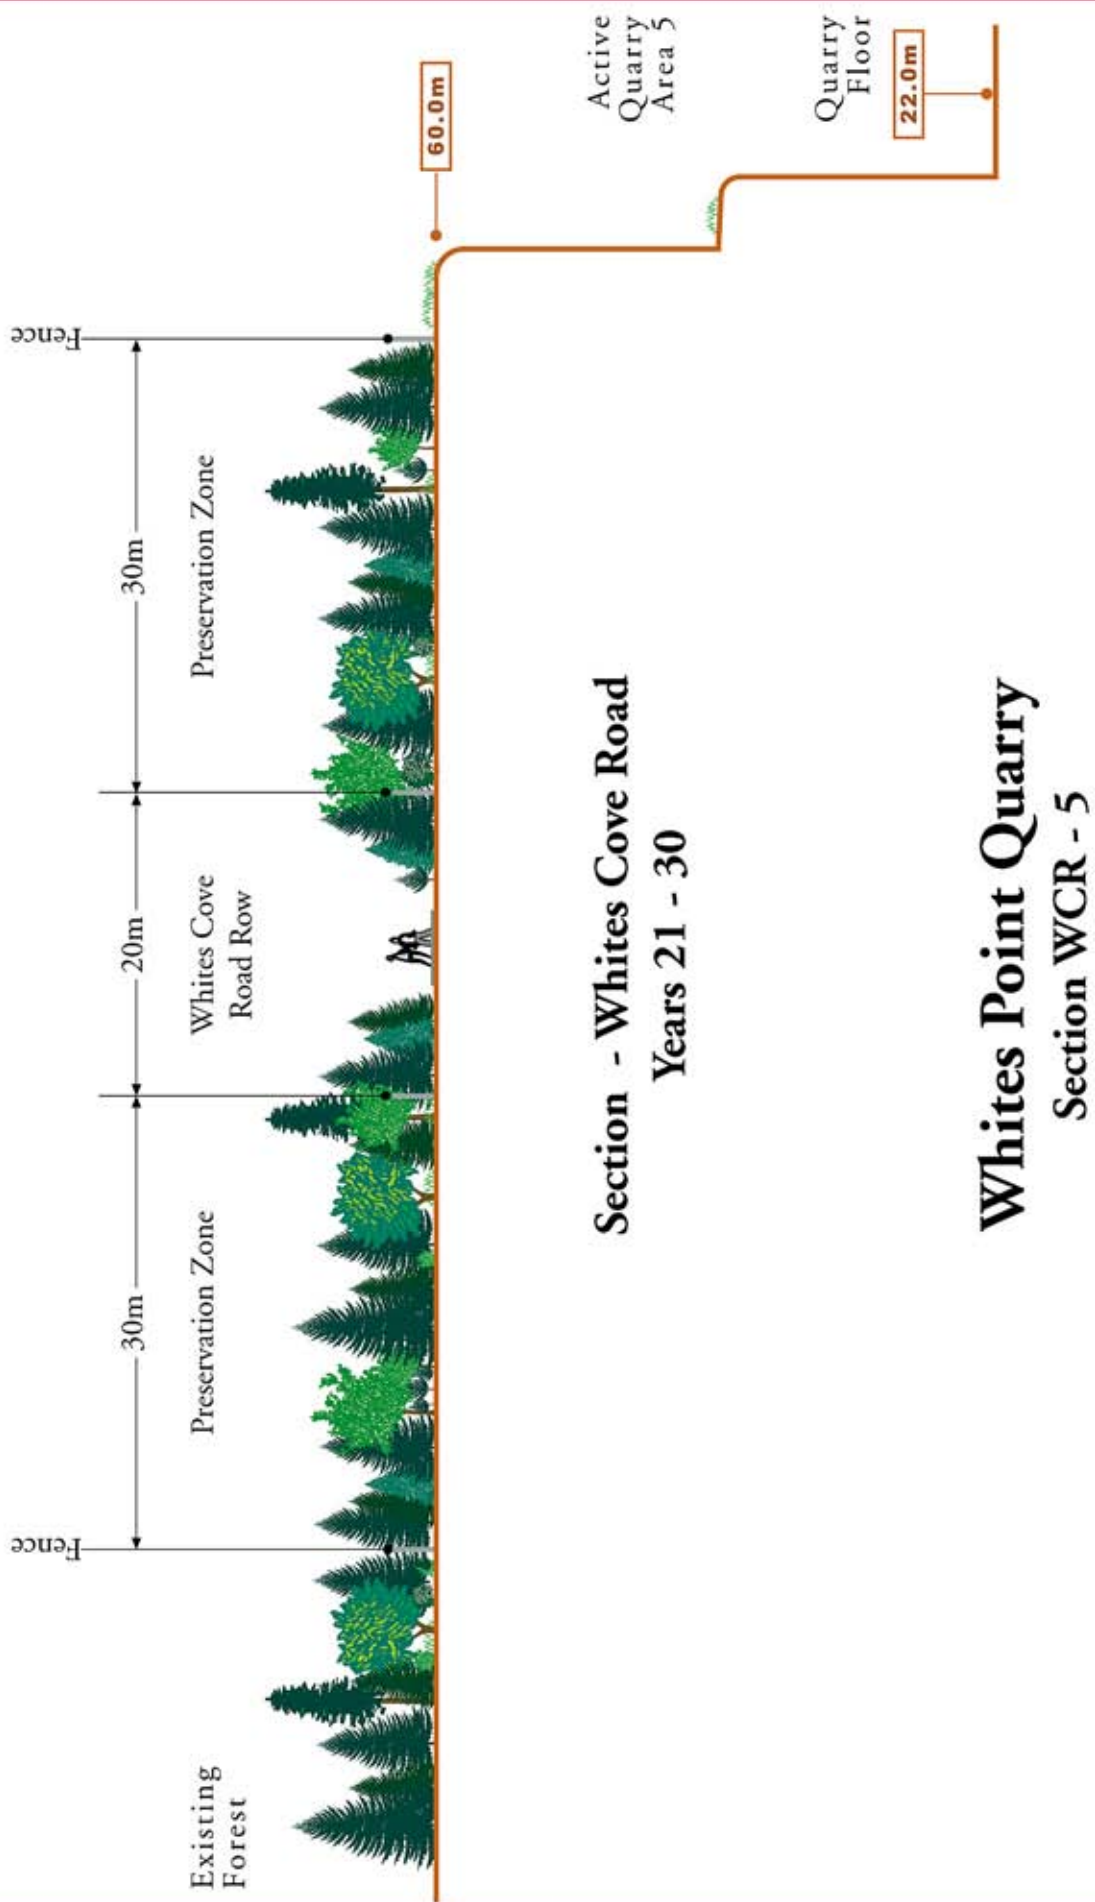 Fence
Fence
30m
20m
30m
Existing
Forest
Preservation Zone
Whites Cove
Road Row
Preservation Zone
60.0m
Active
Quarry
Area 5
Quarry
Floor
22.0m
Section - Whites Cove Road
Years 21 - 30
Whites Point Quarry
Section WCR - 5